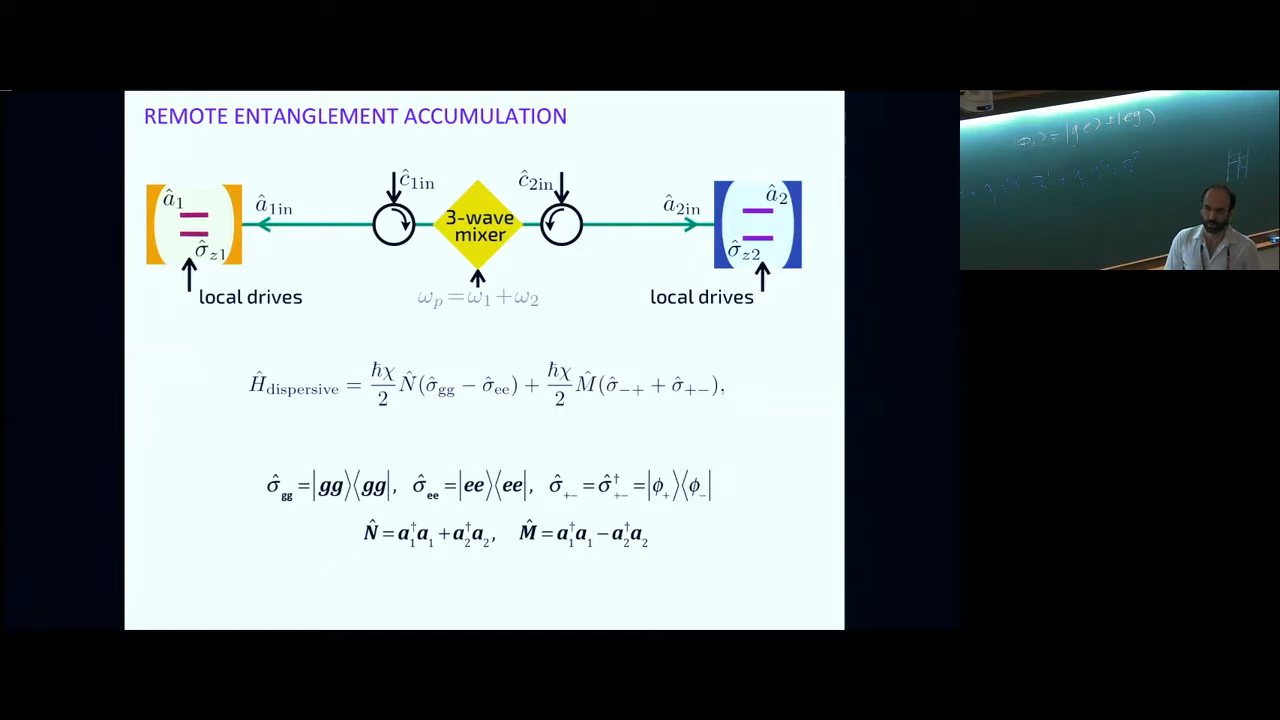 REMOTE ENTANGLEMENT ACCUMULATION
ĉ1in ĉ2in
â1 â1in 3-wave mixer â2in â2
σ̂z1 σ̂z2
local drives ωp=ω1+ω2 local drives
Ĥdispersive = ħχ/2 N̂(σ̂gg − σ̂ee) + ħχ/2 M̂(σ̂−+ + σ̂+−),
σ̂gg =|gg⟩⟨gg|, σ̂ee =|ee⟩⟨ee|, σ̂+− = σ̂†+− =|ϕ+⟩⟨ϕ−|
N̂ = a†1a1 + a†2a2, M̂ = a†1a1 − a†2a2
= |ge⟩ ± |eg⟩